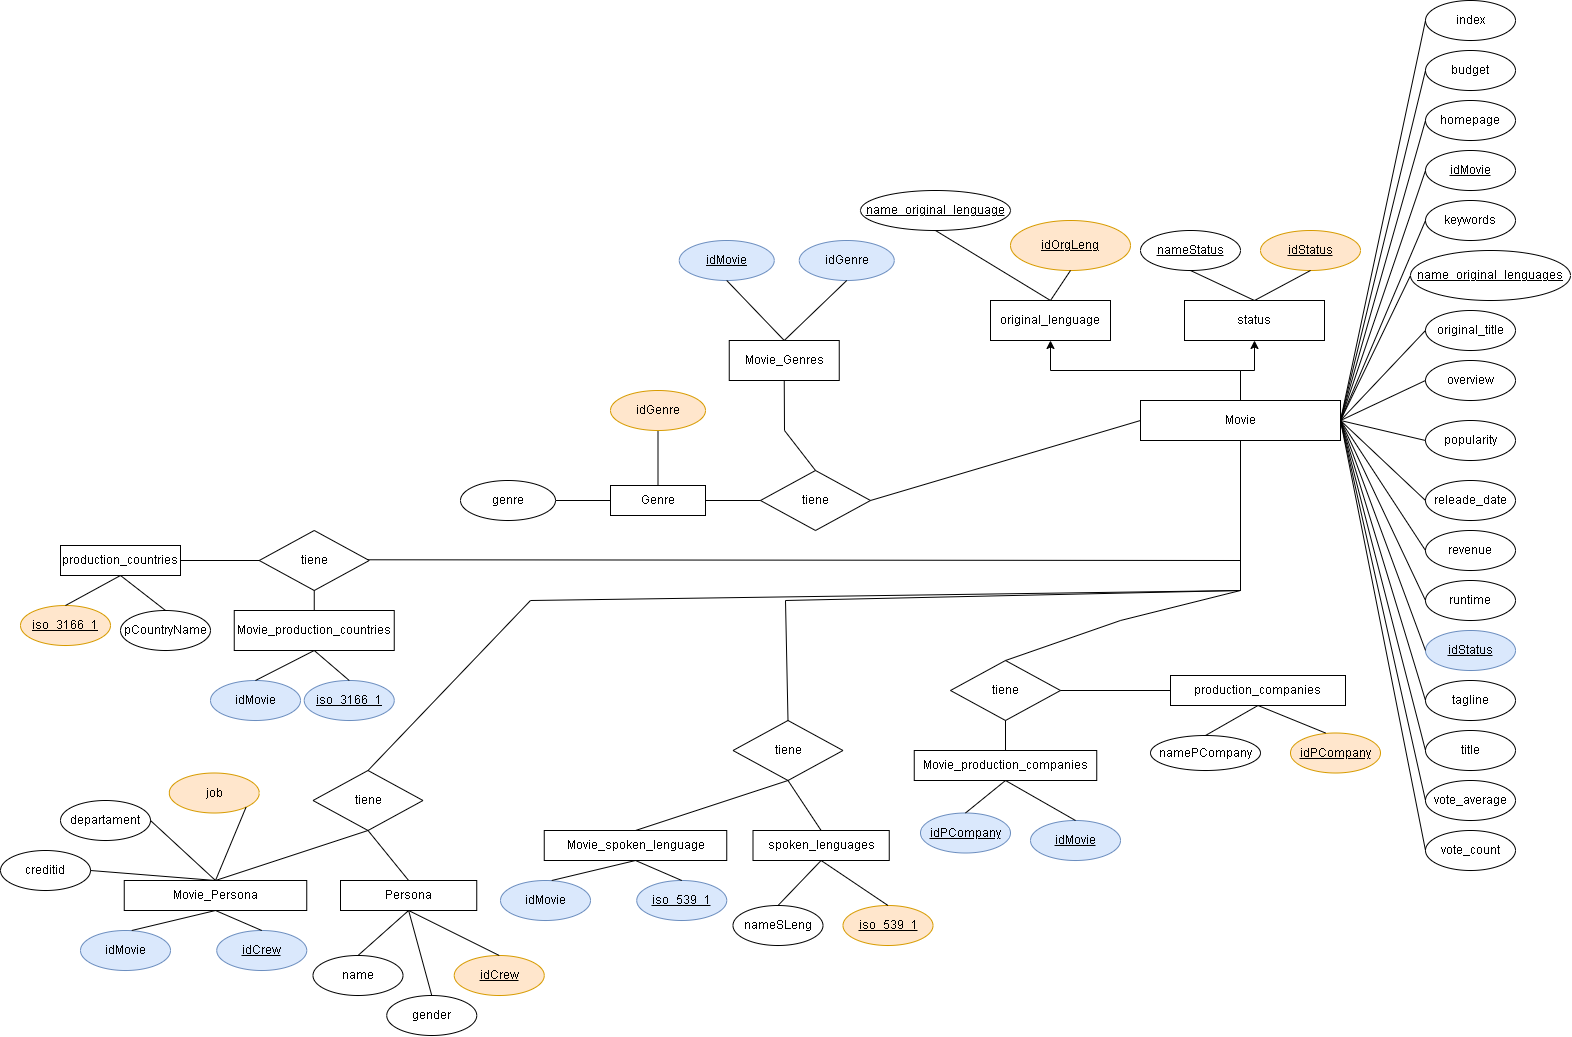 index
budget
homepage
idMovie
keywords
name_original_lenguages
original_title
overview
popularity
releade_date
revenue
runtime
idStatus
tagline
title
vote_average
vote_count
name_original_lenguage
idOrgLeng
nameStatus
idStatus
original_lenguage
status
Movie
idMovie
idGenre
Movie_Genres
idGenre
genre
Genre
tiene
production_countries
tiene
iso_3166_1
pCountryName
Movie_production_countries
idMovie
iso_3166_1
tiene
production_companies
namePCompany
idPCompany
Movie_production_companies
idPCompany
idMovie
tiene
Movie_spoken_lenguage
spoken_lenguages
idMovie
iso_539_1
nameSLeng
iso_539_1
tiene
job
departament
creditid
Movie_Persona
Persona
idMovie
idCrew
name
idCrew
gender